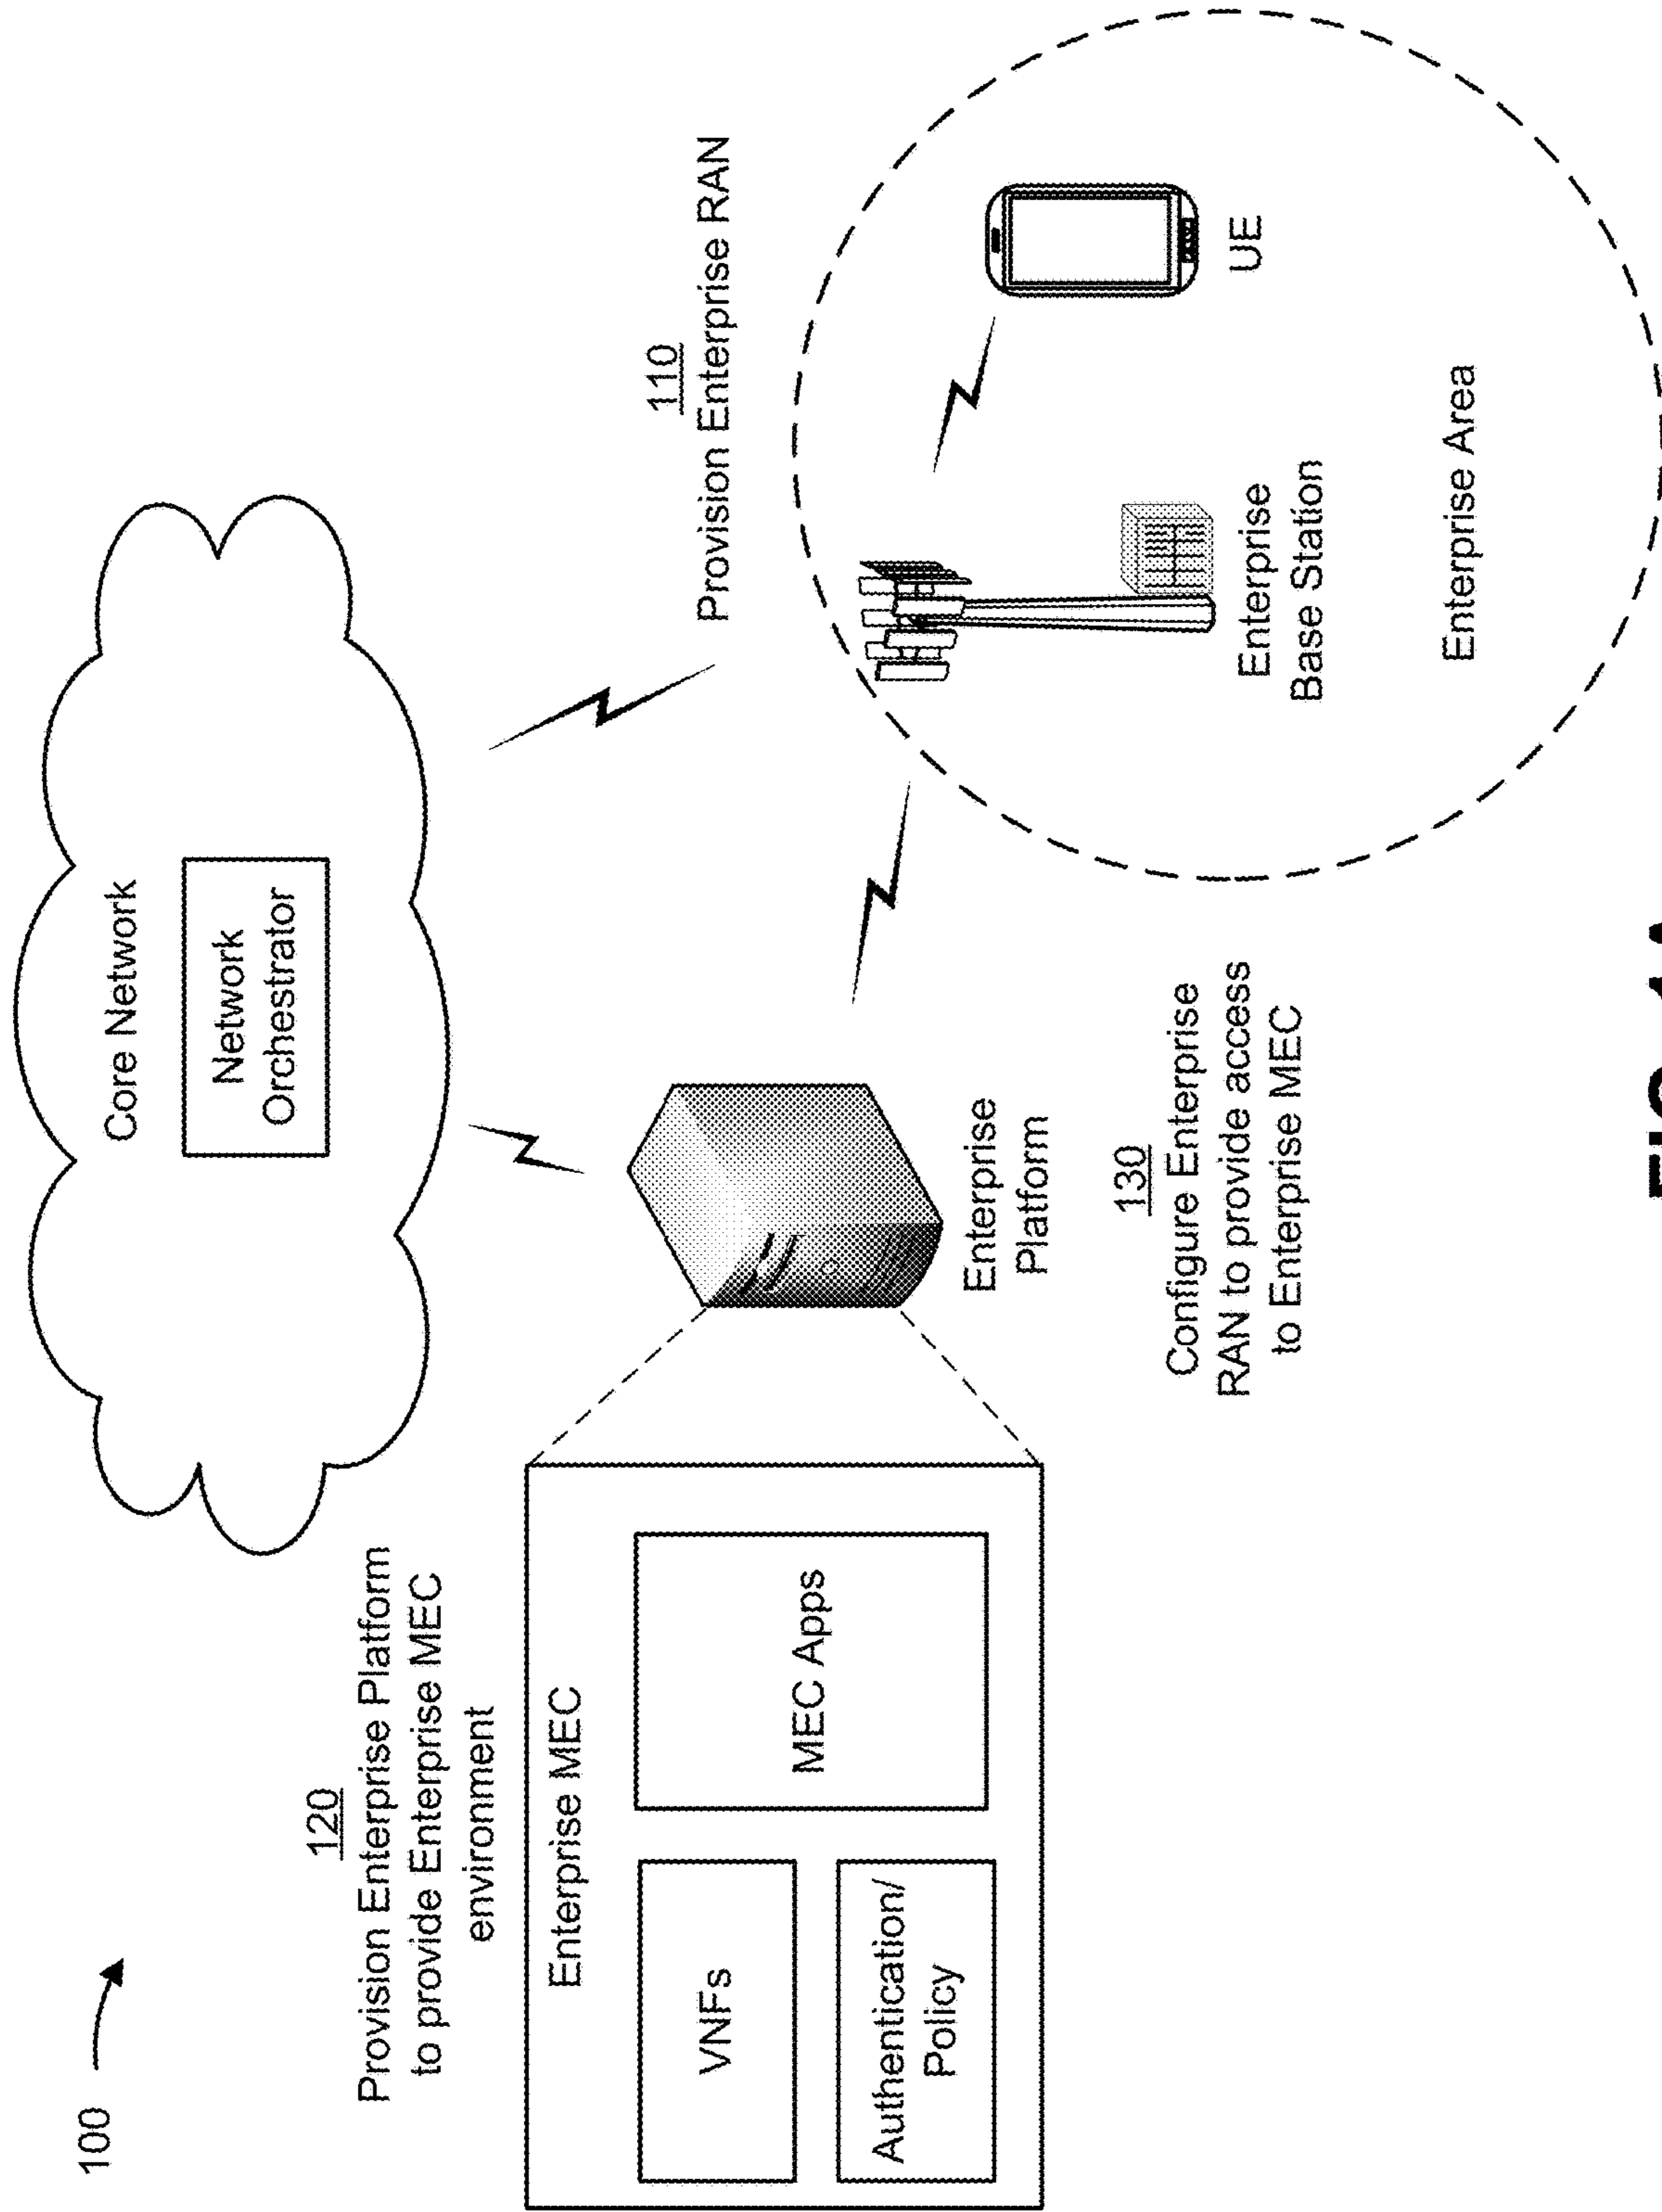 100
Core Network
Network
Orchestrator
120
Provision Enterprise Platform
to provide Enterprise MEC
environment
110
Provision Enterprise RAN
Enterprise MEC
VNFs
Authentication/
Policy
MEC Apps
Enterprise
Platform
130
Configure Enterprise
RAN to provide access
to Enterprise MEC
Enterprise
Base Station
UE
Enterprise Area